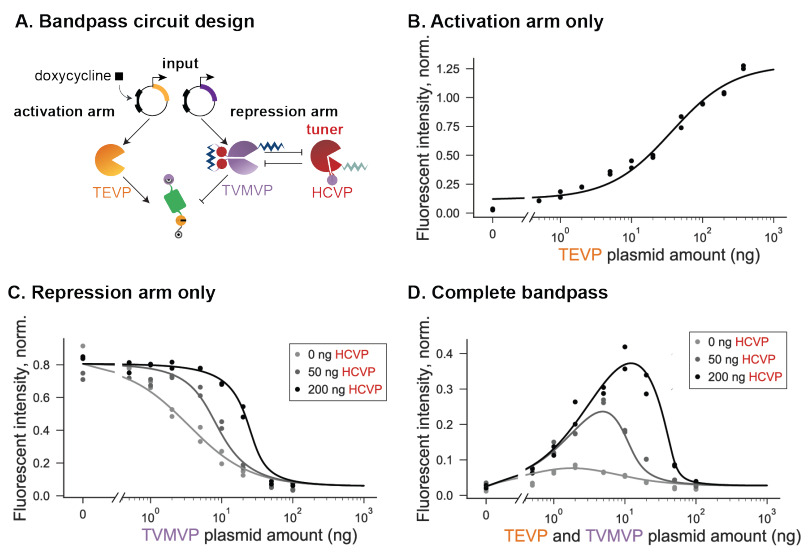 A. Bandpass circuit design
doxycycline
input
activation arm
repression arm
tuner
TEVP
TVMVP
HCVP
B. Activation arm only
Fluorescent intensity, norm.
1.25
1.00
0.75
0.50
0.25
0.00
0 10⁰ 10¹ 10² 10³
TEVP plasmid amount (ng)
C. Repression arm only
Fluorescent intensity, norm.
0.8
0.6
0.4
0.2
0.0
0 ng HCVP
50 ng HCVP
200 ng HCVP
0 10⁰ 10¹ 10² 10³
TVMVP plasmid amount (ng)
D. Complete bandpass
Fluorescent intensity, norm.
0.4
0.3
0.2
0.1
0.0
0 ng HCVP
50 ng HCVP
200 ng HCVP
0 10⁰ 10¹ 10² 10³
TEVP and TVMVP plasmid amount (ng)